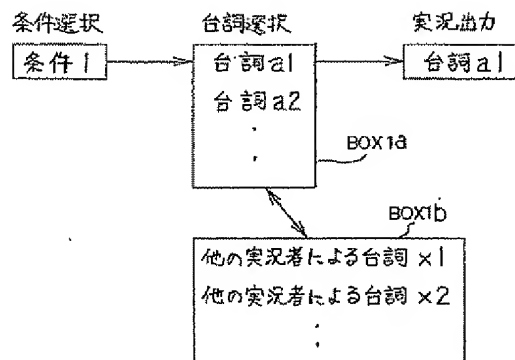 条件選択 台詞選択 実況出力
条件1 台詞a1 台詞a1
台詞a2
・
・
BOX1a
BOX1b
他の実況者による台詞 x1
他の実況者による台詞 x2
・
・